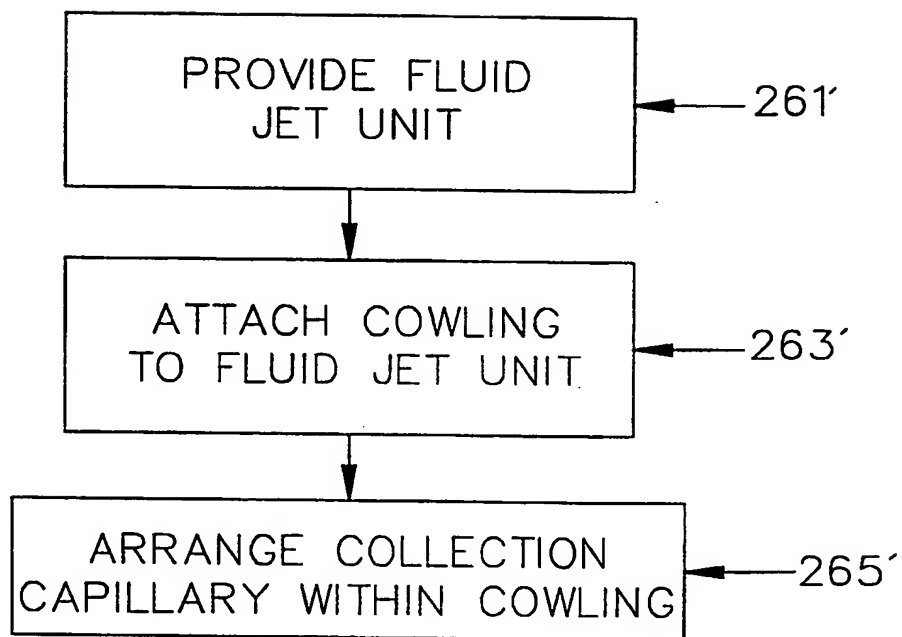 PROVIDE FLUID
JET UNIT
261′
ATTACH COWLING
TO FLUID JET UNIT
263′
ARRANGE COLLECTION
CAPILLARY WITHIN COWLING
265′